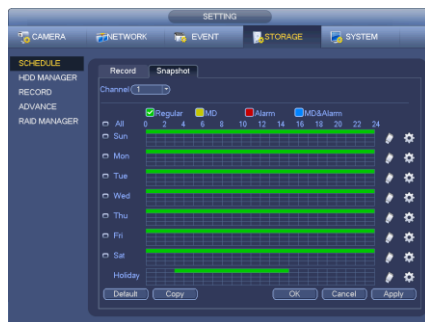 SETTING
CAMERA NETWORK EVENT STORAGE SYSTEM
SCHEDULE
HDD MANAGER
RECORD
ADVANCE
RAID MANAGER
Record Snapshot
Channel 1
Regular MD Alarm MD&Alarm
All 0 2 4 6 8 10 12 14 16 18 20 22 24
Sun
Mon
Tue
Wed
Thu
Fri
Sat
Holiday
Default Copy OK Cancel Apply